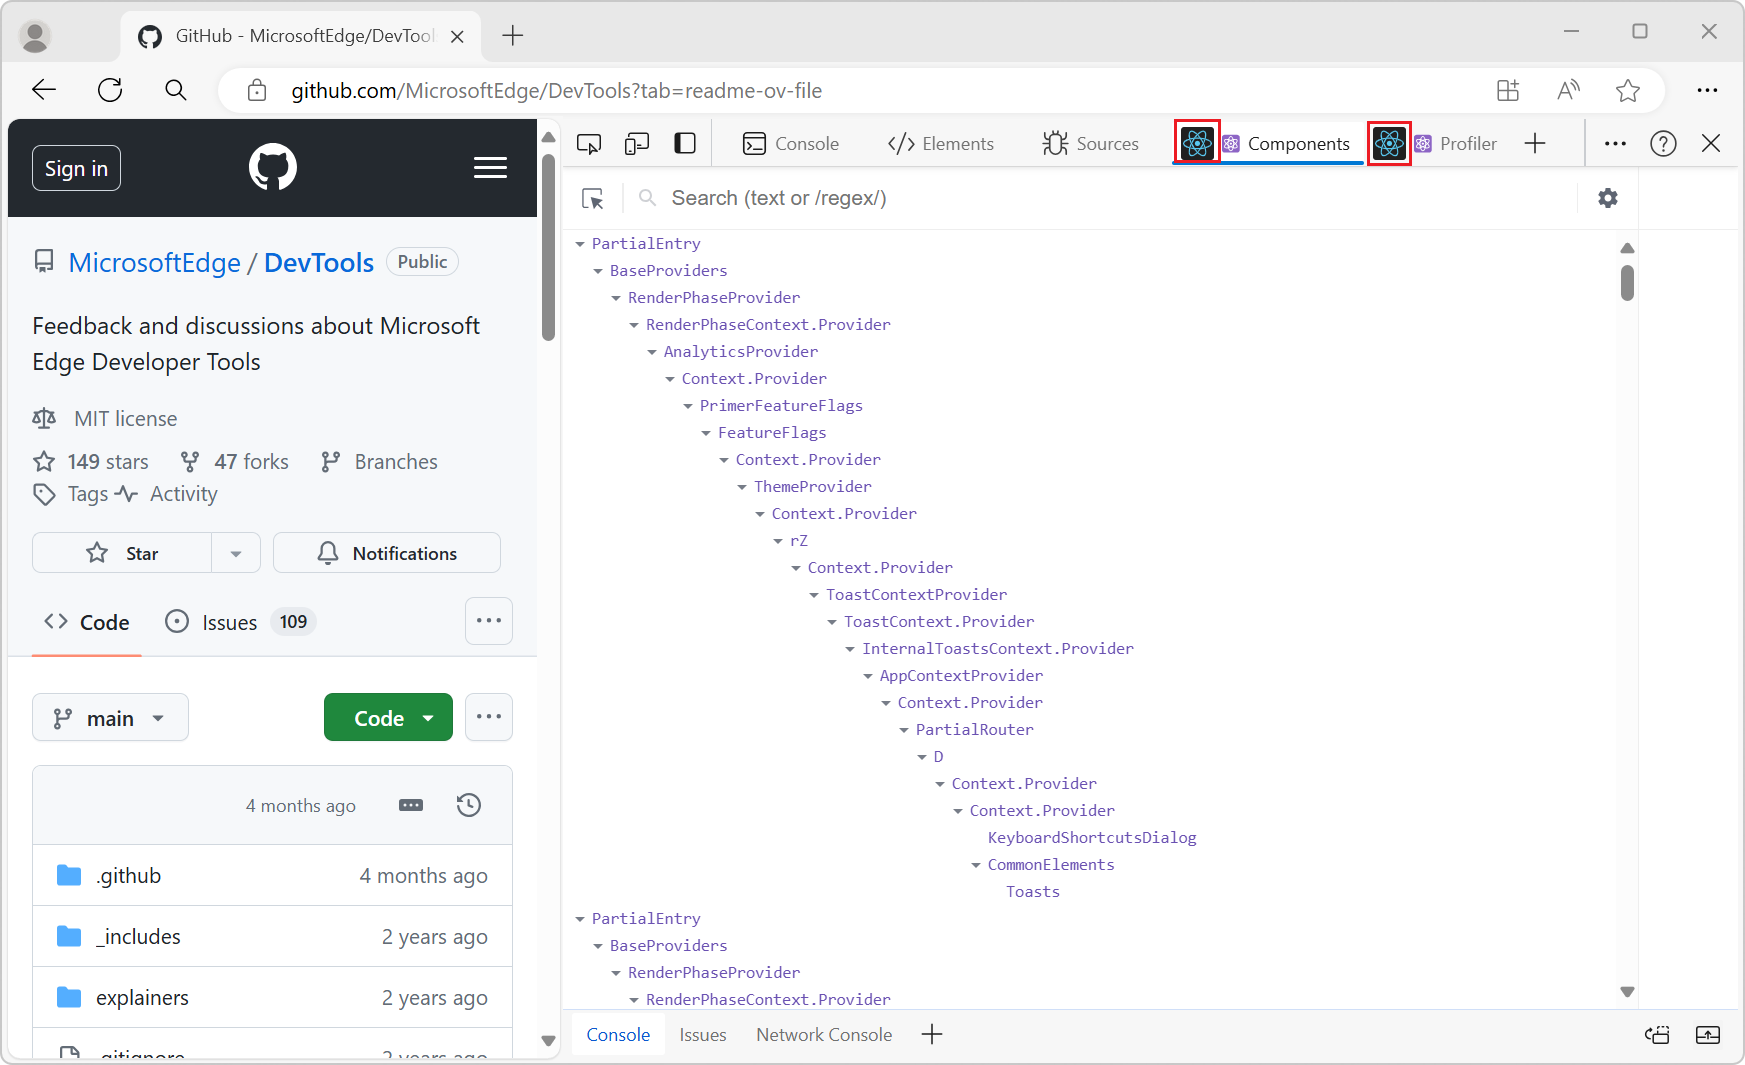 GitHub - MicrosoftEdge/DevTool
github.com/MicrosoftEdge/DevTools?tab=readme-ov-file
Sign in
MicrosoftEdge / DevTools Public
Feedback and discussions about Microsoft
Edge Developer Tools
MIT license
149 stars 47 forks Branches
Tags Activity
Star Notifications
Code Issues 109
main Code
4 months ago
.github 4 months ago
_includes 2 years ago
explainers 2 years ago
.gitignore 2 years ago
Console Elements Sources Components Profiler
Search (text or /regex/)
PartialEntry
BaseProviders
RenderPhaseProvider
RenderPhaseContext.Provider
AnalyticsProvider
Context.Provider
PrimerFeatureFlags
FeatureFlags
Context.Provider
ThemeProvider
Context.Provider
rZ
Context.Provider
ToastContextProvider
ToastContext.Provider
InternalToastsContext.Provider
AppContextProvider
Context.Provider
PartialRouter
D
Context.Provider
Context.Provider
KeyboardShortcutsDialog
CommonElements
Toasts
PartialEntry
BaseProviders
RenderPhaseProvider
RenderPhaseContext.Provider
Console Issues Network Console